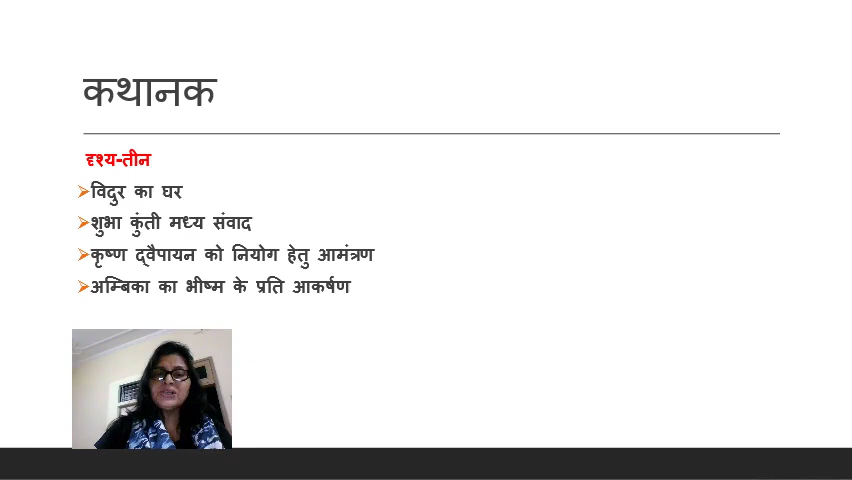 कथानक
दृश्य-तीन
विदुर का घर
शुभा कुंती मध्य संवाद
कृष्ण द्वैपायन को नियोग हेतु आमंत्रण
अम्बिका का भीष्म के प्रति आकर्षण